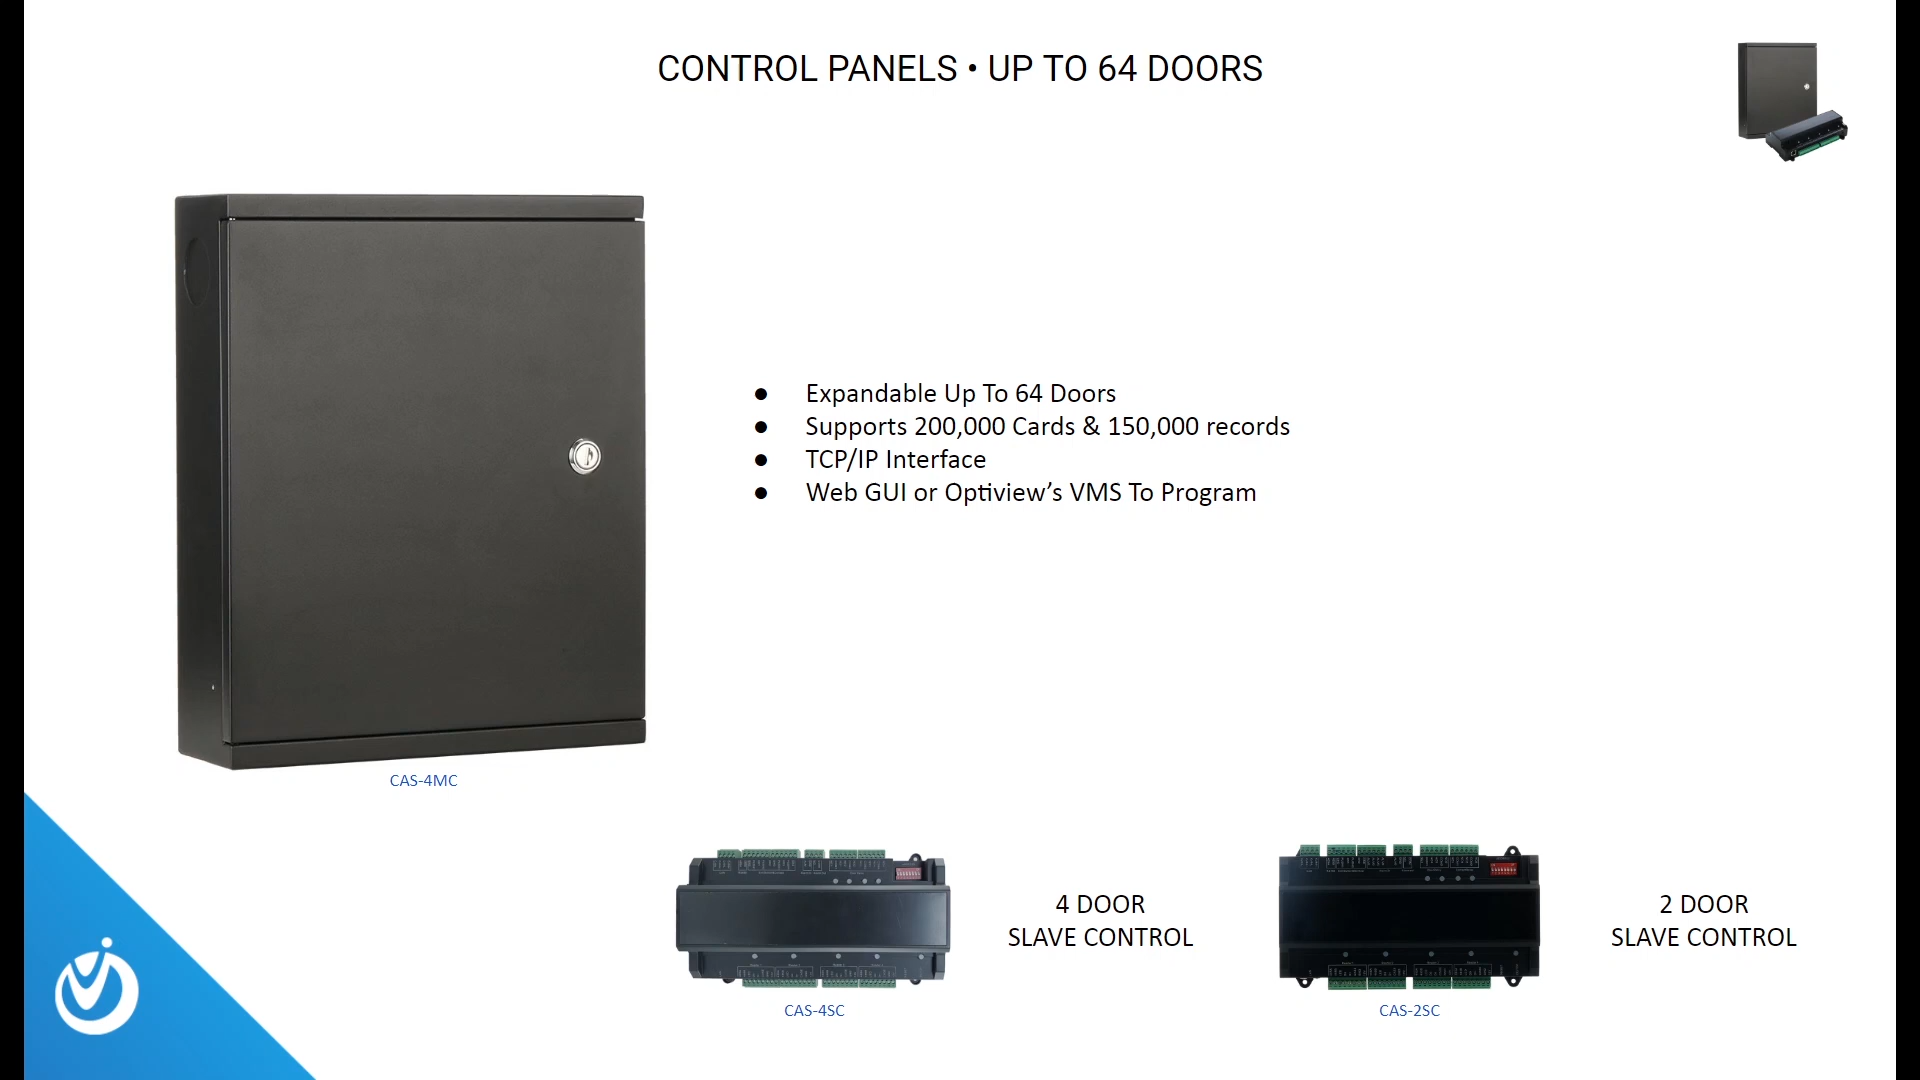 CONTROL PANELS • UP TO 64 DOORS
● Expandable Up To 64 Doors
● Supports 200,000 Cards & 150,000 records
● TCP/IP Interface
● Web GUI or Optiview’s VMS To Program
CAS-4MC
4 DOOR
SLAVE CONTROL
CAS-4SC
2 DOOR
SLAVE CONTROL
CAS-2SC